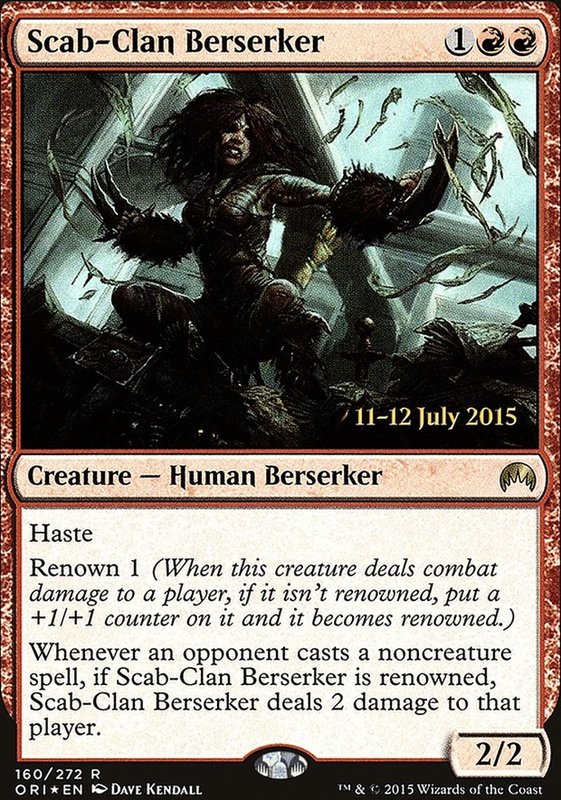 Scab-Clan Berserker 1
11-12 July 2015
Creature — Human Berserker
Haste
Renown 1 (When this creature deals combat
damage to a player, if it isn't renowned, put a
+1/+1 counter on it and it becomes renowned.)
Whenever an opponent casts a noncreature
spell, if Scab-Clan Berserker is renowned,
Scab-Clan Berserker deals 2 damage to that
player.
2/2
160/272 R
ORI★EN DAVE KENDALL
™ & © 2015 Wizards of the Coast